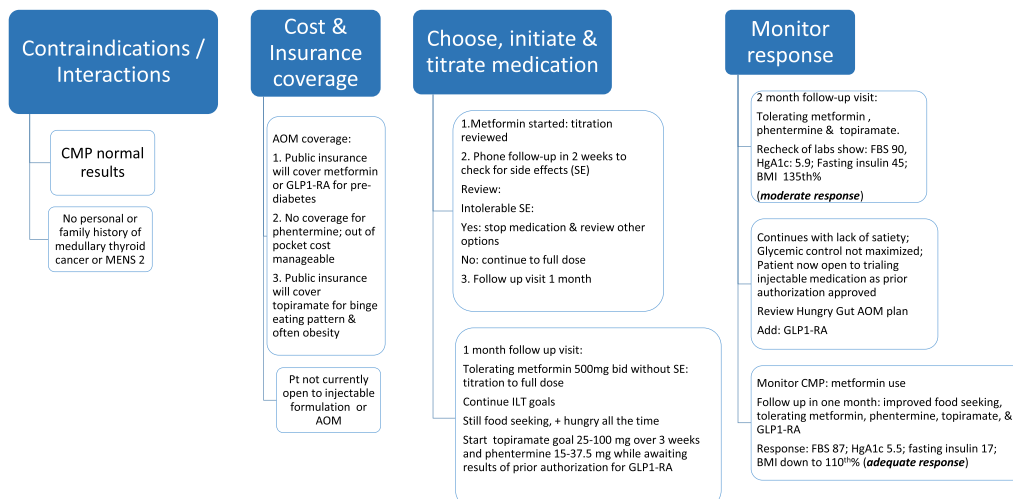 Contraindications /
Interactions
CMP normal
results
No personal or
family history of
medullary thyroid
cancer or MENS 2
Cost &
Insurance
coverage
AOM coverage:
1. Public insurance
will cover metformin
or GLP1-RA for pre-
diabetes
2. No coverage for
phentermine; out of
pocket cost
manageable
3. Public insurance
will cover
topiramate for binge
eating pattern &
often obesity
Pt not currently
open to injectable
formulation or
AOM
Choose, initiate &
titrate medication
1.Metformin started: titration
reviewed
2. Phone follow-up in 2 weeks to
check for side effects (SE)
Review:
Intolerable SE:
Yes: stop medication & review other
options
No: continue to full dose
3. Follow up visit 1 month
1 month follow up visit:
Tolerating metformin 500mg bid without SE:
titration to full dose
Continue ILT goals
Still food seeking, + hungry all the time
Start topiramate goal 25-100 mg over 3 weeks
and phentermine 15-37.5 mg while awaiting
results of prior authorization for GLP1-RA
Monitor
response
2 month follow-up visit:
Tolerating metformin ,
phentermine & topiramate.
Recheck of labs show: FBS 90,
HgA1c: 5.9; Fasting insulin 45;
BMI 135th%
(moderate response)
Continues with lack of satiety;
Glycemic control not maximized;
Patient now open to trialing
injectable medication as prior
authorization approved
Review Hungry Gut AOM plan
Add: GLP1-RA
Monitor CMP: metformin use
Follow up in one month: improved food seeking,
tolerating metformin, phentermine, topiramate, &
GLP1-RA
Response: FBS 87; HgA1c 5.5; fasting insulin 17;
BMI down to 110th% (adequate response)